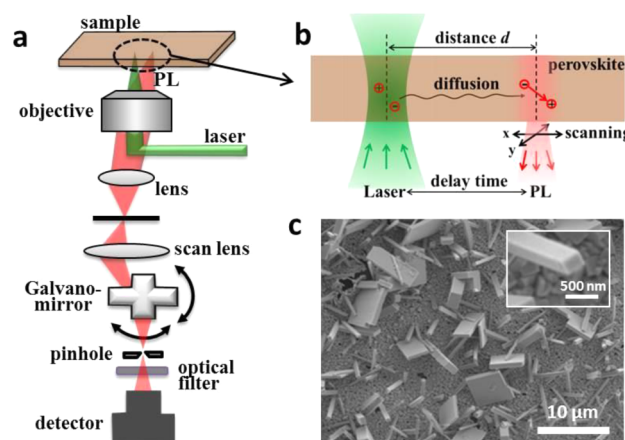 a
sample
PL
objective
laser
lens
scan lens
Galvano-
mirror
pinhole
optical
filter
detector
b
distance d
perovskite
diffusion
x
scanning
y
Laser
delay time
PL
c
500 nm
10 µm